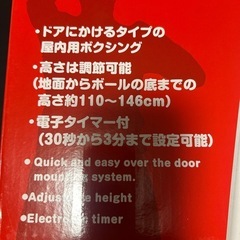 ・ドアにかけるタイプの
屋内用ボクシング
・高さは調節可能
(地面からボールの底までの
高さ約110〜146cm)
・電子タイマー付
(30秒から3分まで設定可能)
• Quick and easy over the door
mounting system.
• Adjustable height
• Electronic timer